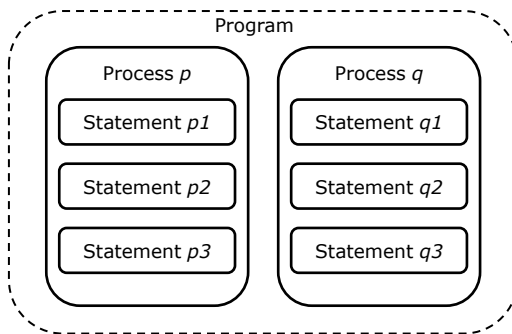 Program
Process p
Process q
Statement p1
Statement q1
Statement p2
Statement q2
Statement p3
Statement q3